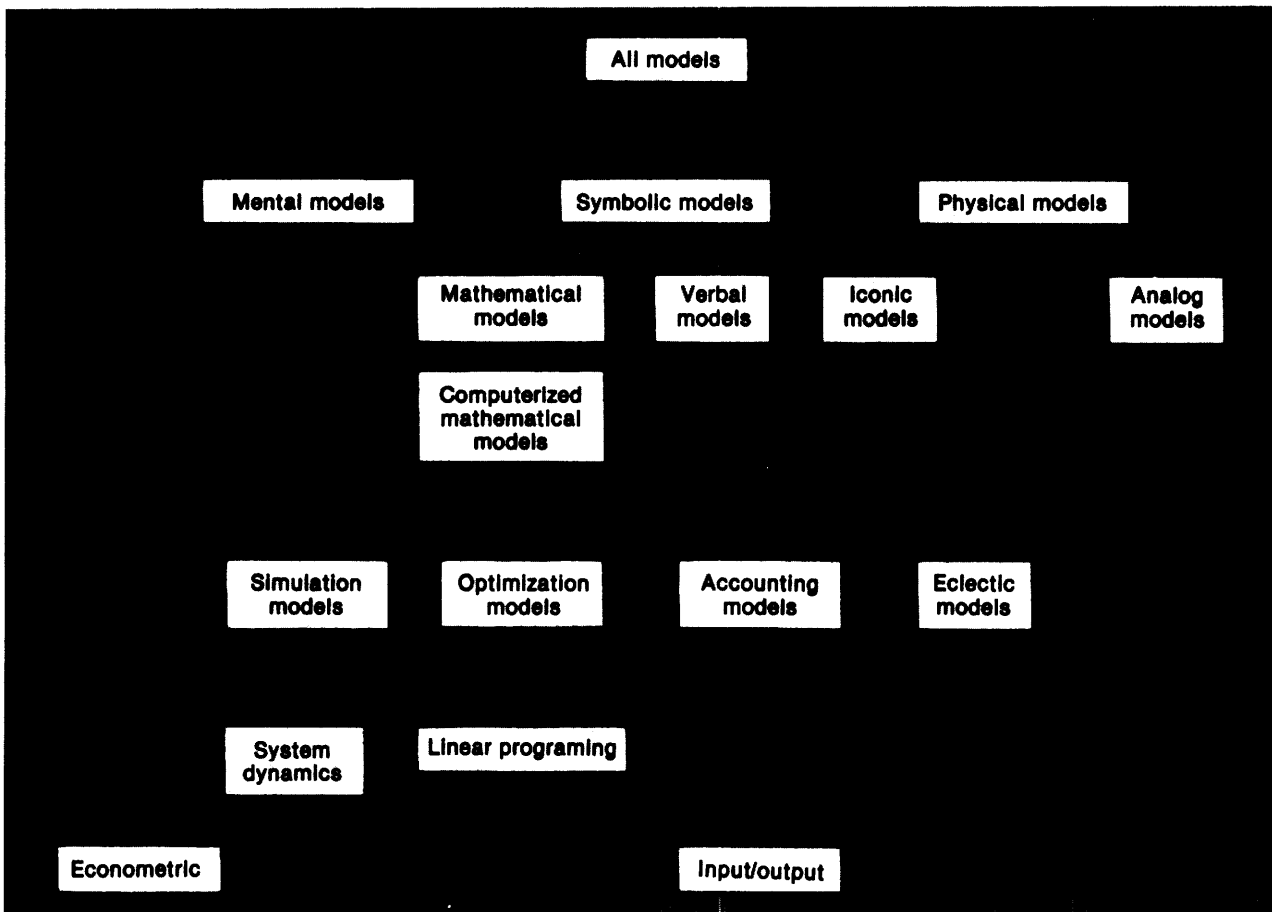 All models
Mental models
Symbolic models
Physical models
Mathematical
models
Verbal
models
Iconic
models
Analog
models
Computerized
mathematical
models
Simulation
models
Optimization
models
Accounting
models
Eclectic
models
System
dynamics
Linear programing
Econometric
Input/output